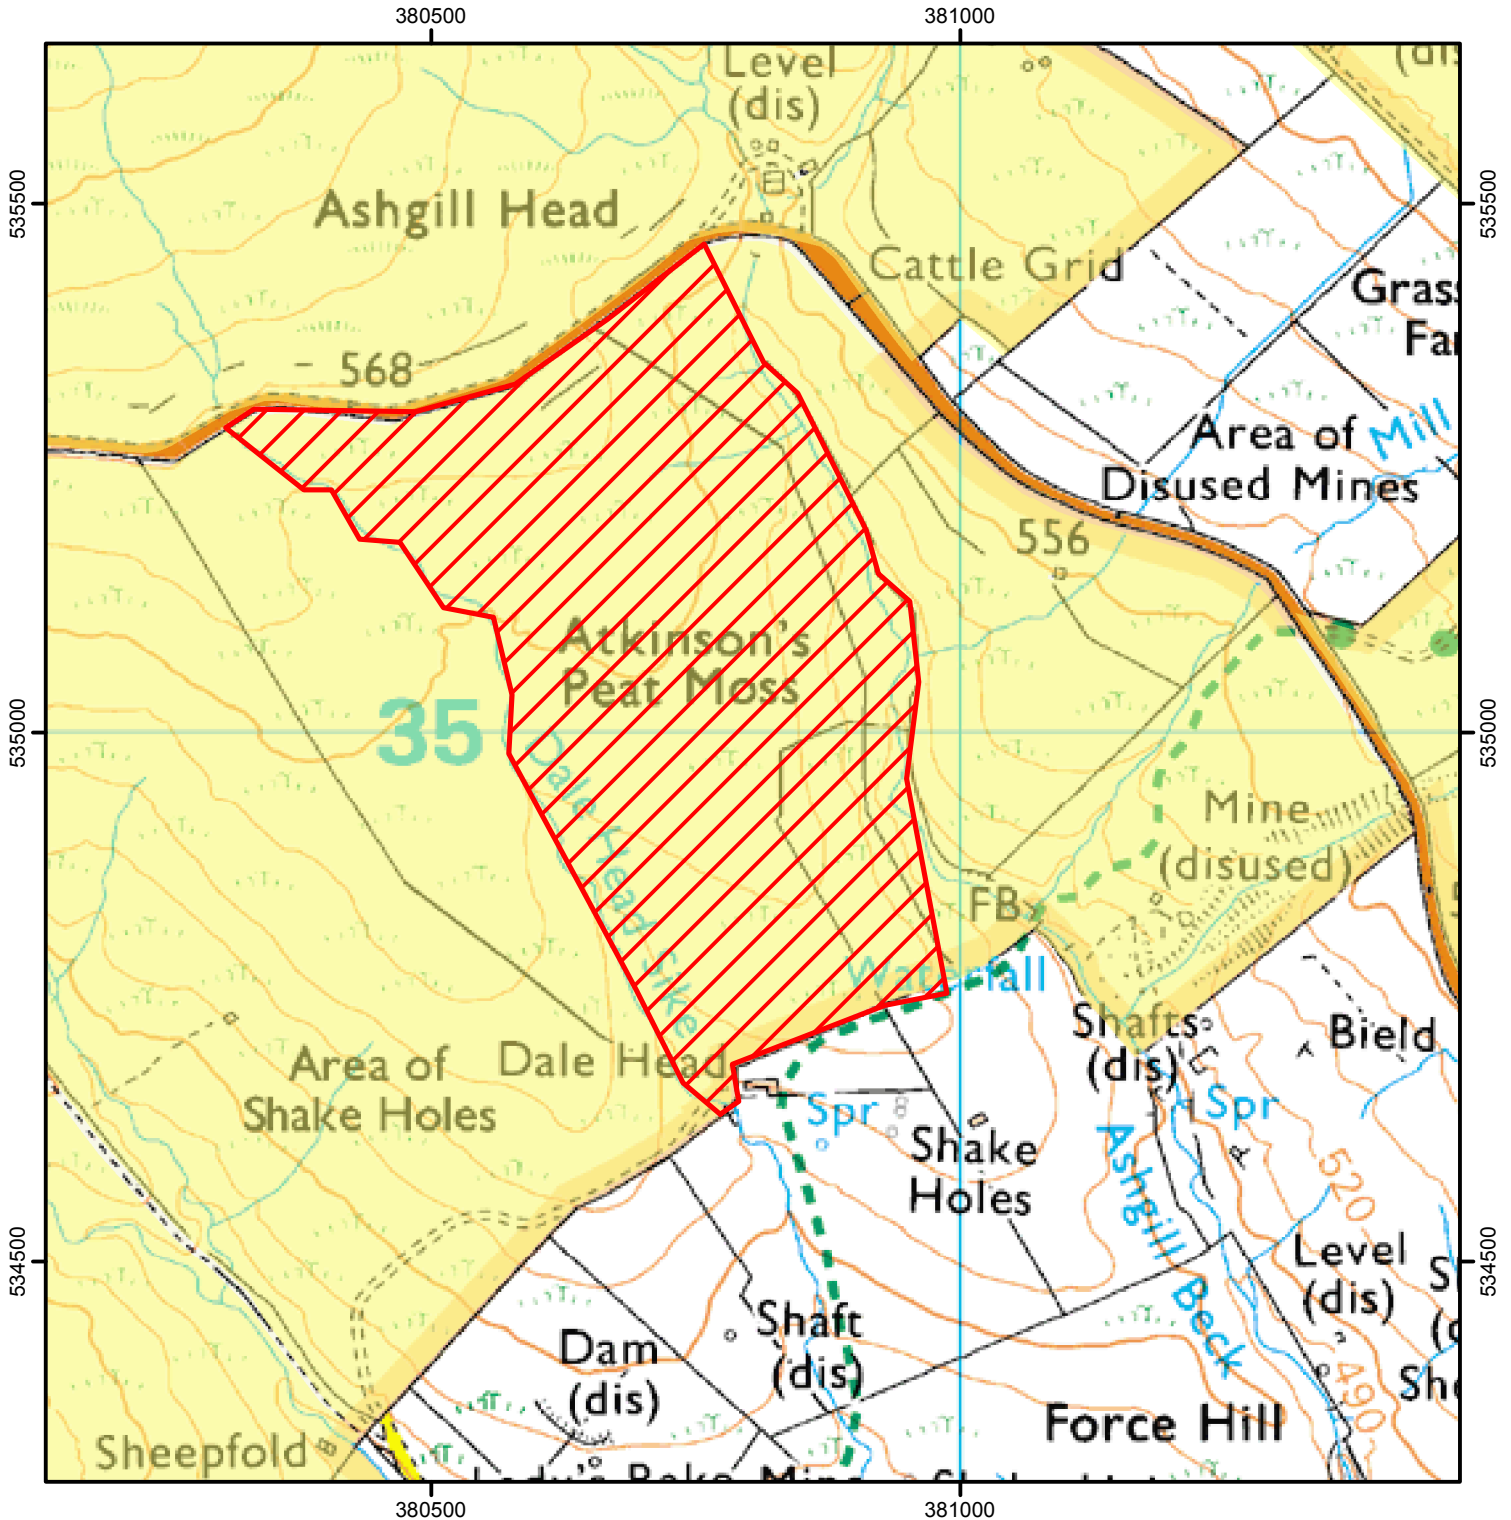 380500
381000
Level
(dis)
535500
535500
Ashgill Head
Cattle Grid
568
Area of
Disused Mines
Mill
556
Atkinson's
Peat Moss
35
535000
535000
Dale Head Sike
Mine
(disused)
FB
Waterfall
Shafts
(dis)
Bield
Area of
Shake Holes
Dale Head
Spr
Spr
Shake
Holes
Ashgill Beck
520
534500
534500
Level
(dis)
Shaft
(dis)
Dam
(dis)
490
Force Hill
Sheepfold
380500
381000